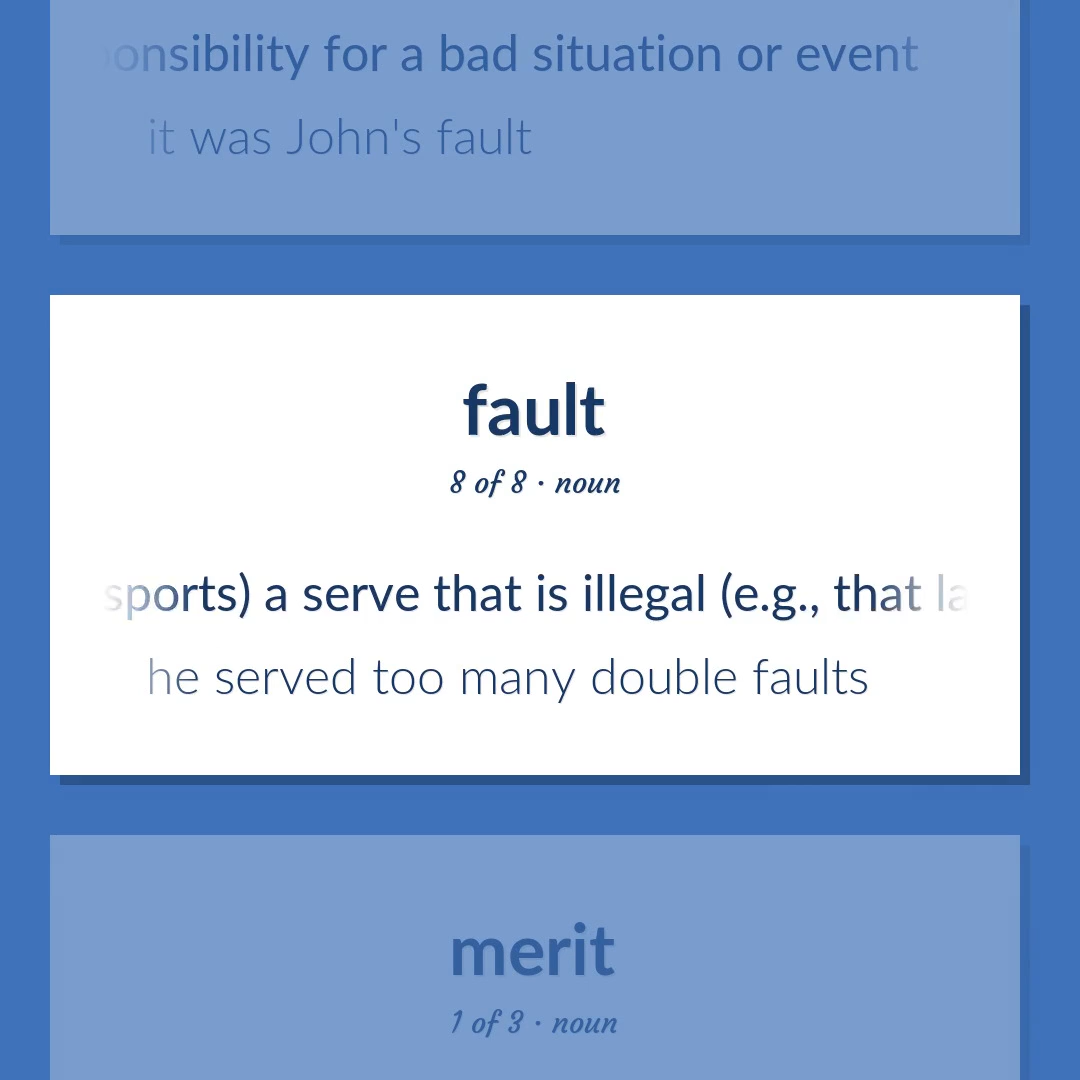 for a bad situation or event
it was John's fault
fault
8 of 8 · noun
sports) a serve that is illegal (e.g., that
he served too many double faults
merit
1 of 3 · noun